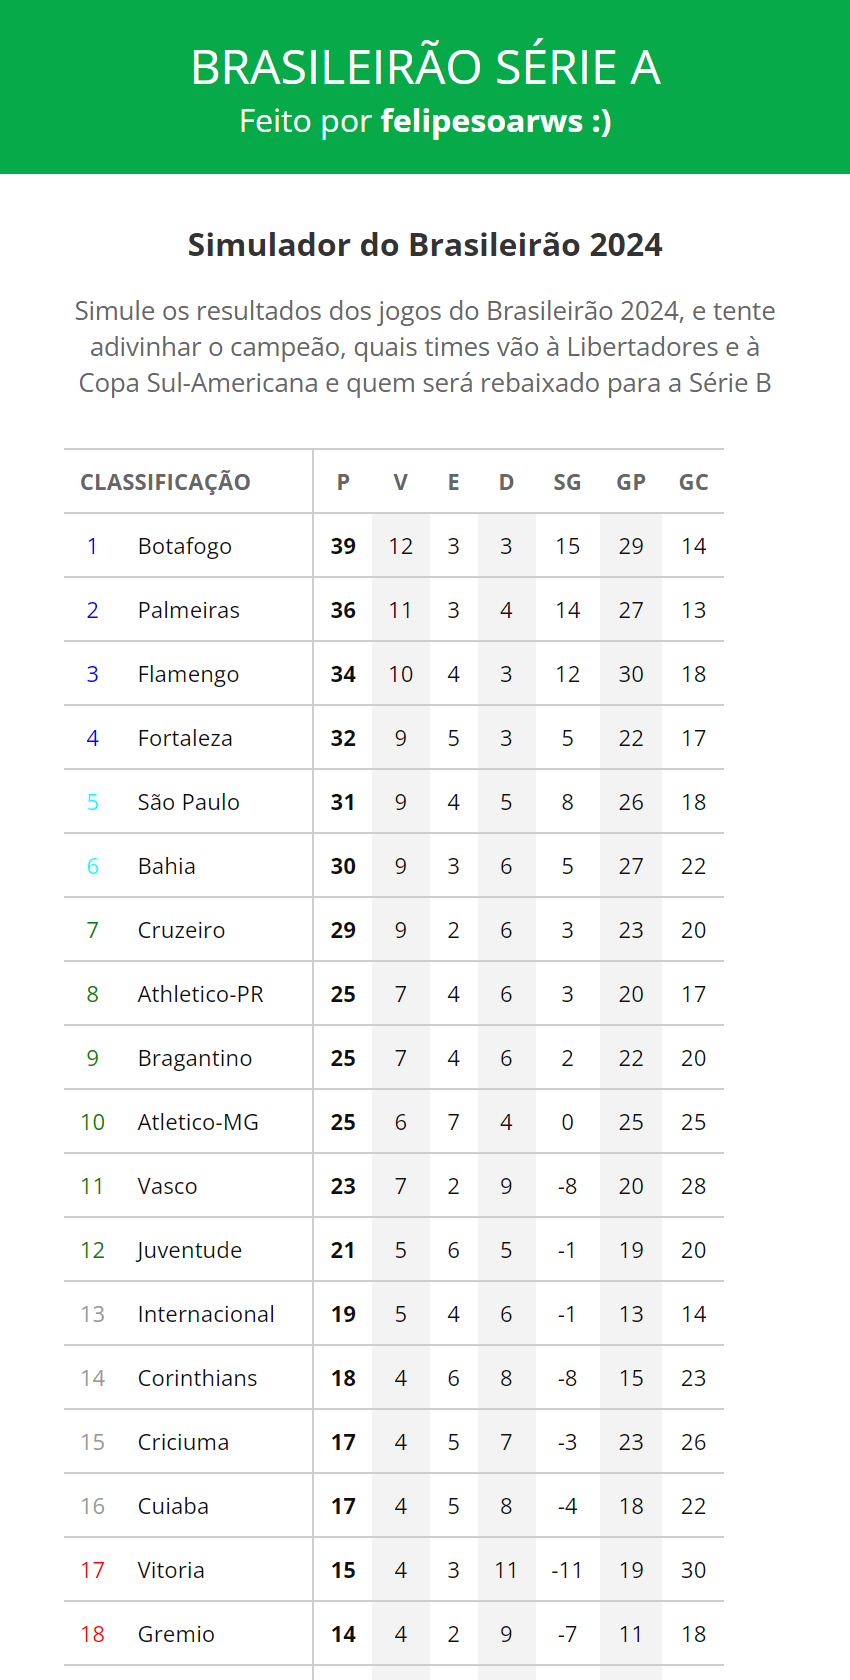 BRASILEIRÃO SÉRIE A
Feito por felipesoarws :)
Simulador do Brasileirão 2024
Simule os resultados dos jogos do Brasileirão 2024, e tente
adivinhar o campeão, quais times vão à Libertadores e à
Copa Sul-Americana e quem será rebaixado para a Série B
CLASSIFICAÇÃO P V E D SG GP GC
1 Botafogo 39 12 3 3 15 29 14
2 Palmeiras 36 11 3 4 14 27 13
3 Flamengo 34 10 4 3 12 30 18
4 Fortaleza 32 9 5 3 5 22 17
5 São Paulo 31 9 4 5 8 26 18
6 Bahia 30 9 3 6 5 27 22
7 Cruzeiro 29 9 2 6 3 23 20
8 Athletico-PR 25 7 4 6 3 20 17
9 Bragantino 25 7 4 6 2 22 20
10 Atletico-MG 25 6 7 4 0 25 25
11 Vasco 23 7 2 9 -8 20 28
12 Juventude 21 5 6 5 -1 19 20
13 Internacional 19 5 4 6 -1 13 14
14 Corinthians 18 4 6 8 -8 15 23
15 Criciuma 17 4 5 7 -3 23 26
16 Cuiaba 17 4 5 8 -4 18 22
17 Vitoria 15 4 3 11 -11 19 30
18 Gremio 14 4 2 9 -7 11 18